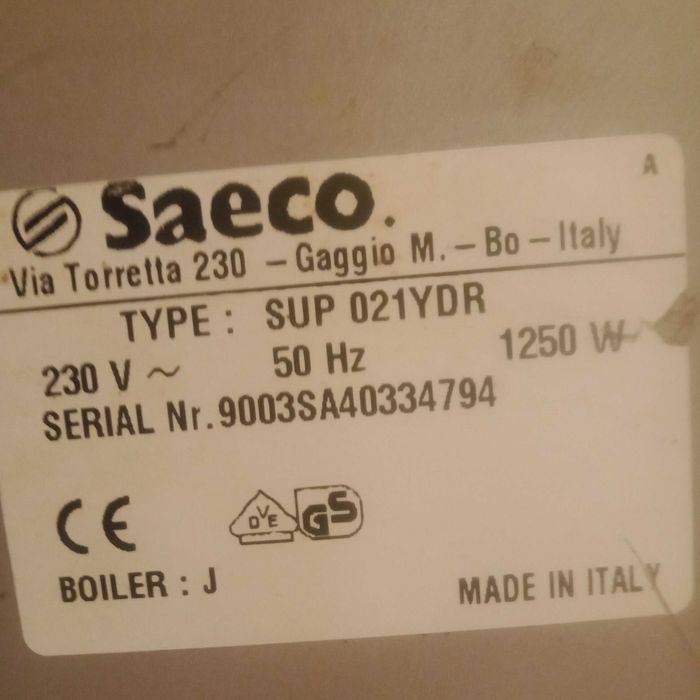 A
Saeco.
Via Torretta 230 – Gaggio M. – Bo – Italy
TYPE : SUP 021YDR
230 V ~ 50 Hz 1250 W
SERIAL Nr.9003SA40334794
CE DVE GS
BOILER : J MADE IN ITALY